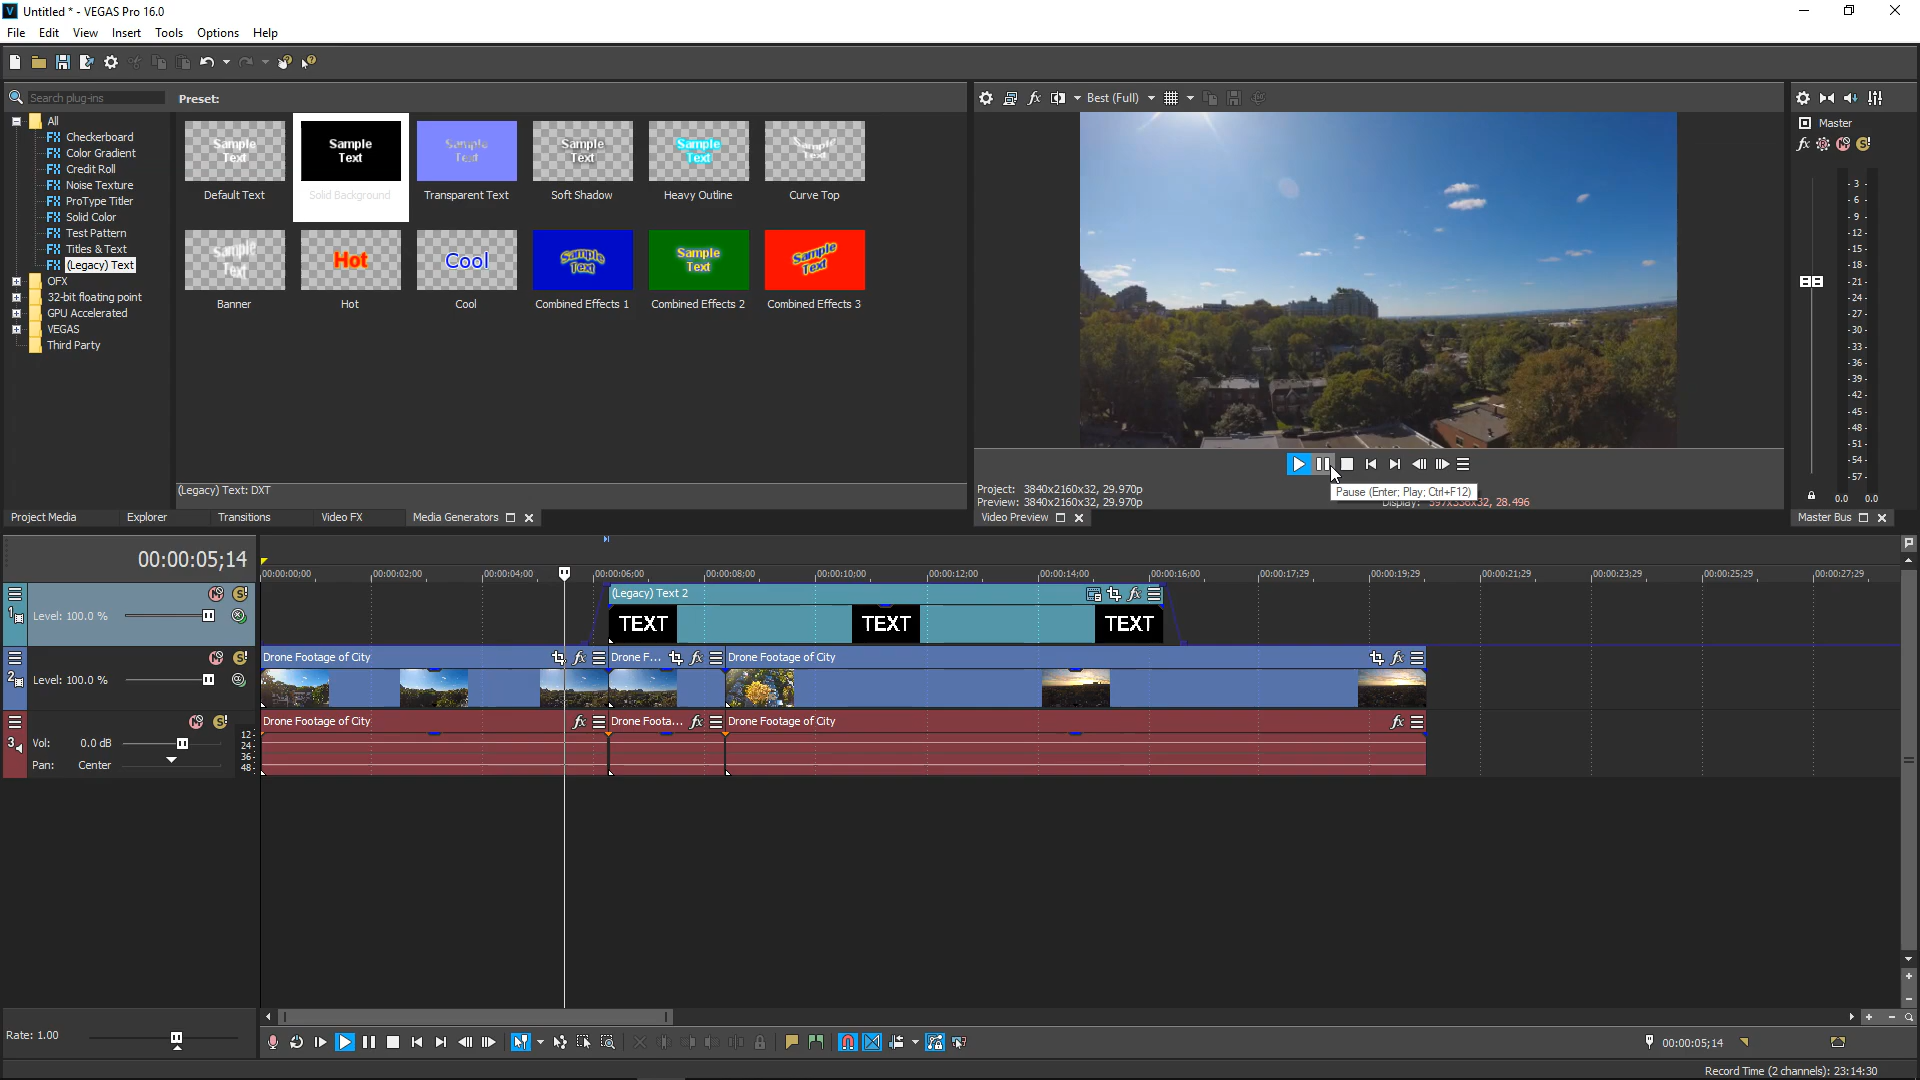 Untitled * - VEGAS Pro 16.0
File Edit View Insert Tools Options Help
Search plug-ins
Preset:
All
Checkerboard
Color Gradient
Credit Roll
Noise Texture
ProType Titler
Solid Color
Test Pattern
Titles & Text
(Legacy) Text
OFX
32-bit floating point
GPU Accelerated
VEGAS
Third Party
Sample Text Sample Text Sample Text Sample Text Sample Text Sample Text
Default Text Solid Background Transparent Text Soft Shadow Heavy Outline Curve Top
Sample Text Hot Cool Sample Text Sample Text Sample Text
Banner Hot Cool Combined Effects 1 Combined Effects 2 Combined Effects 3
(Legacy) Text: DXT
Project Media Explorer Transitions Video FX Media Generators
Best (Full)
Project: 3840x2160x32, 29.970p
Preview: 3840x2160x32, 29.970p
Pause (Enter; Play; Ctrl+F12)
Display: 597x336x32, 28.496
Video Preview
Master
-3-
-6-
-9-
-12-
-15-
-18-
-21-
-24-
-27-
-30-
-33-
-36-
-39-
-42-
-45-
-48-
-51-
-54-
-57-
0.0 0.0
Master Bus
00:00:05;14
00:00:00;00 00:00:02;00 00:00:04;00 00:00:06;00 00:00:08;00 00:00:10;00 00:00:12;00 00:00:14;00 00:00:16;00 00:00:17;29 00:00:19;29 00:00:21;29 00:00:23;29 00:00:25;29 00:00:27;29
1
Level: 100.0 %
(Legacy) Text 2
TEXT TEXT TEXT
2
Level: 100.0 %
Drone Footage of City Drone F... Drone Footage of City
3
Vol: 0.0 dB
Pan: Center
12-
24-
36-
48-
Drone Footage of City Drone Foota... Drone Footage of City
Rate: 1.00
00:00:05;14
Record Time (2 channels): 23:14:30